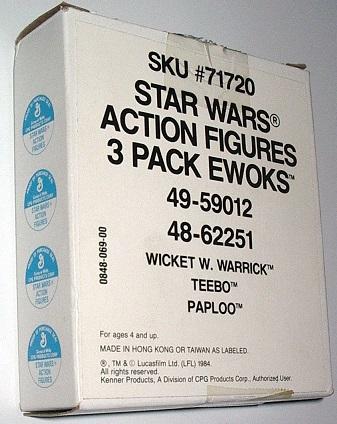 SKU #71720
STAR WARS®
ACTION FIGURES
3 PACK EWOKS™
49-59012
48-62251
WICKET W. WARRICK™
TEEBO™
PAPLOO™
0848-069-00
For ages 4 and up.
MADE IN HONG KONG OR TAIWAN AS LABELED.
®, TM & © Lucasfilm Ltd. (LFL) 1984.
All rights reserved.
Kenner Products, A Division of CPG Products Corp., Authorized User.
STAR WARS
ACTION
FIGURES
STAR WARS
ACTION
FIGURES
STAR WARS
ACTION
FIGURES
STAR WARS
ACTION
FIGURES